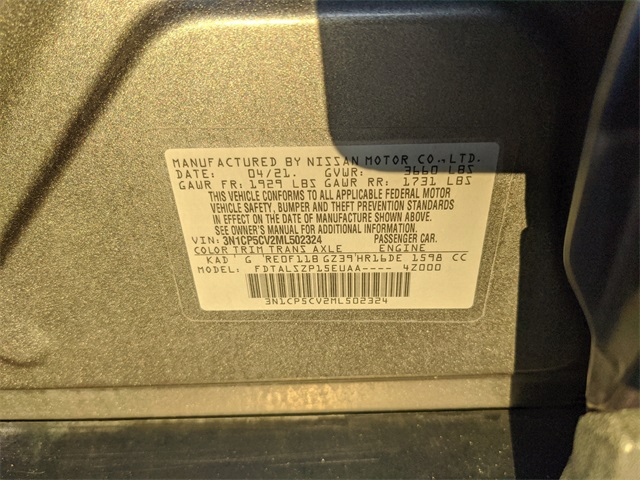 MANUFACTURED BY NISSAN MOTOR CO.,LTD.
DATE: 04/21. GVWR: 3660 LBS
GAWR FR: 1929 LBS GAWR RR: 1731 LBS
THIS VEHICLE CONFORMS TO ALL APPLICABLE FEDERAL MOTOR
VEHICLE SAFETY, BUMPER AND THEFT PREVENTION STANDARDS
IN EFFECT ON THE DATE OF MANUFACTURE SHOWN ABOVE.
SEE OWNER'S MANUAL FOR ADDITIONAL INFORMATION.
VIN: 3N1CP5CV2ML502324 PASSENGER CAR.
COLOR TRIM TRANS AXLE ENGINE
KAD G RE0F11B GZ39 HR16DE 1598 CC
MODEL: FDTALSZP15EUAA---- 4Z000
3N1CP5CV2ML502324